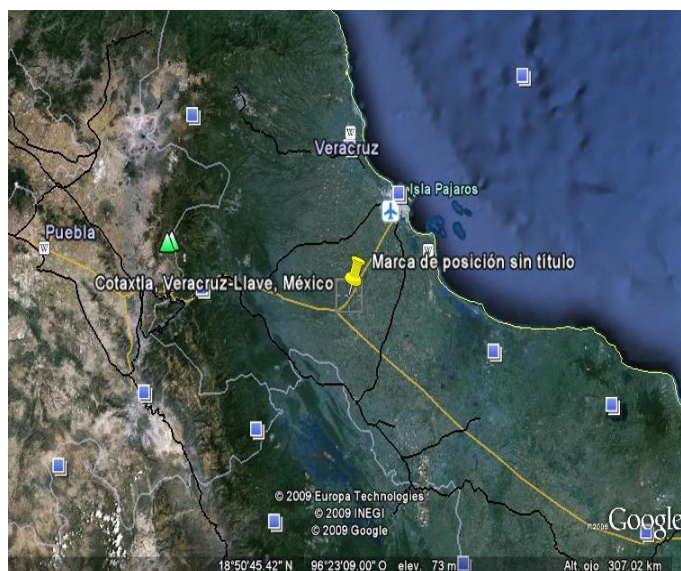 Veracruz
Isla Pajaros
Puebla
Marca de posición sin título
Cotaxtla, Veracruz-Llave, México
© 2009 Europa Technologies
© 2009 INEGI
© 2009 Google
©2009 Google
18°50'45.42" N 96°23'09.00" O elev. 73 m Alt. ojo 307.02 km